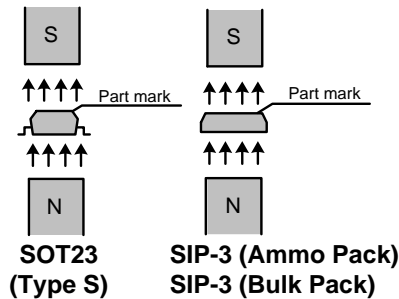 S S
Part mark Part mark
N N
SOT23 SIP-3 (Ammo Pack)
(Type S) SIP-3 (Bulk Pack)